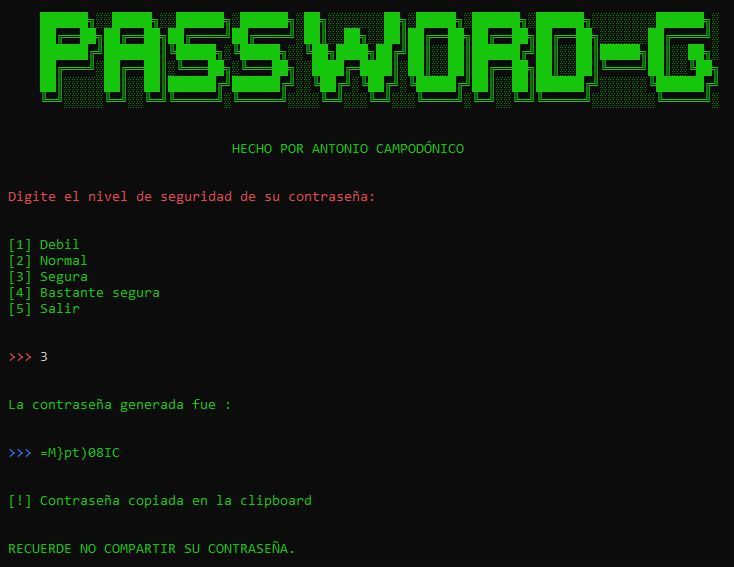 PASSWORD-G
HECHO POR ANTONIO CAMPODÓNICO
Digite el nivel de seguridad de su contraseña:
[1] Debil
[2] Normal
[3] Segura
[4] Bastante segura
[5] Salir
>>> 3
La contraseña generada fue :
>>> =M}pt)08IC
[!] Contraseña copiada en la clipboard
RECUERDE NO COMPARTIR SU CONTRASEÑA.